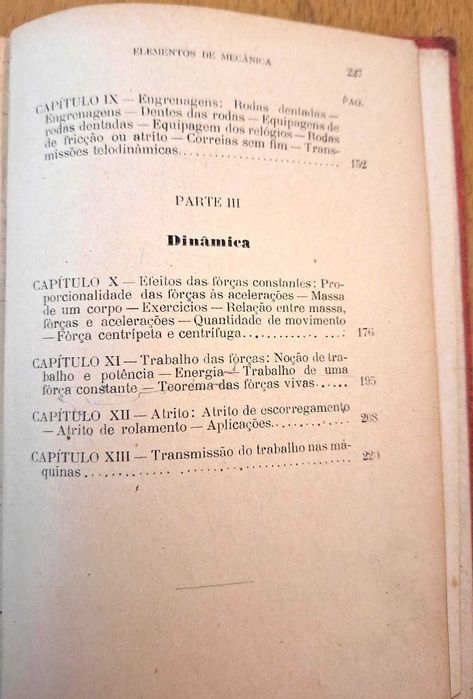 ELEMENTOS DE MECÂNICA
227
PÁG.
CAPÍTULO IX — Engrenagens: Rodas dentadas —
Engrenagens — Dentes das rodas — Equipagens de
rodas dentadas — Equipagem dos relógios — Rodas
de fricção ou atrito — Correias sem fim — Trans-
missões telodinâmicas........................ 152
PARTE III
Dinâmica
CAPÍTULO X — Efeitos das fôrças constantes: Pro-
porcionalidade das fôrças às acelerações — Massa
de um corpo — Exercícios — Relação entre massa,
fôrças e acelerações — Quantidade de movimento
— Fôrça centrípeta e centrífuga.............. 176
CAPÍTULO XI — Trabalho das fôrças: Noção de tra-
balho e potência — Energia — Trabalho de uma
fôrça constante — Teorema das fôrças vivas...... 195
CAPÍTULO XII — Atrito: Atrito de escorregamento
— Atrito de rolamento — Aplicações............ 208
CAPÍTULO XIII — Transmissão do trabalho nas má-
quinas........................................ 220